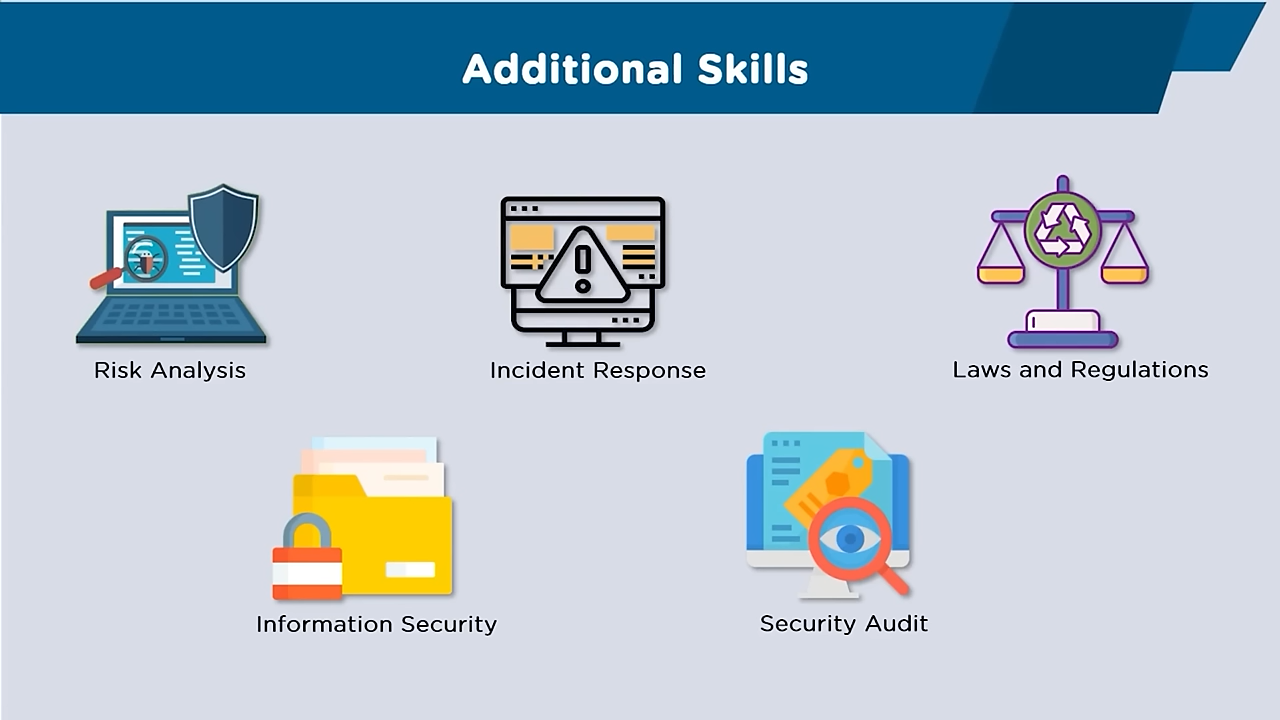 Additional Skills
Risk Analysis
Incident Response
Laws and Regulations
Information Security
Security Audit